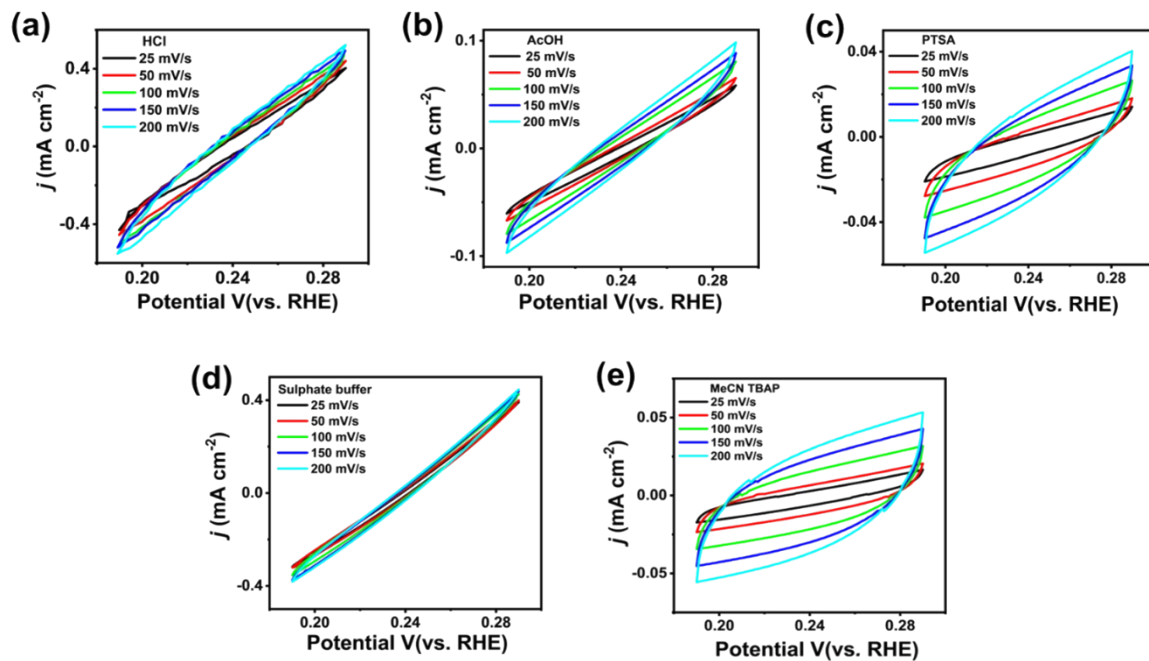 (a)
HCl
25 mV/s
50 mV/s
100 mV/s
150 mV/s
200 mV/s
0.4
0.0
-0.4
j (mA cm⁻²)
0.20
0.24
0.28
Potential V(vs. RHE)
(b)
AcOH
25 mV/s
50 mV/s
100 mV/s
150 mV/s
200 mV/s
0.1
0.0
-0.1
j (mA cm⁻²)
0.20
0.24
0.28
Potential V(vs. RHE)
(c)
PTSA
25 mV/s
50 mV/s
100 mV/s
150 mV/s
200 mV/s
0.04
0.00
-0.04
j (mA cm⁻²)
0.20
0.24
0.28
Potential V(vs. RHE)
(d)
Sulphate buffer
25 mV/s
50 mV/s
100 mV/s
150 mV/s
200 mV/s
0.4
0.0
-0.4
j (mA cm⁻²)
0.20
0.24
0.28
Potential V(vs. RHE)
(e)
MeCN TBAP
25 mV/s
50 mV/s
100 mV/s
150 mV/s
200 mV/s
0.05
0.00
-0.05
j (mA cm⁻²)
0.20
0.24
0.28
Potential V(vs. RHE)